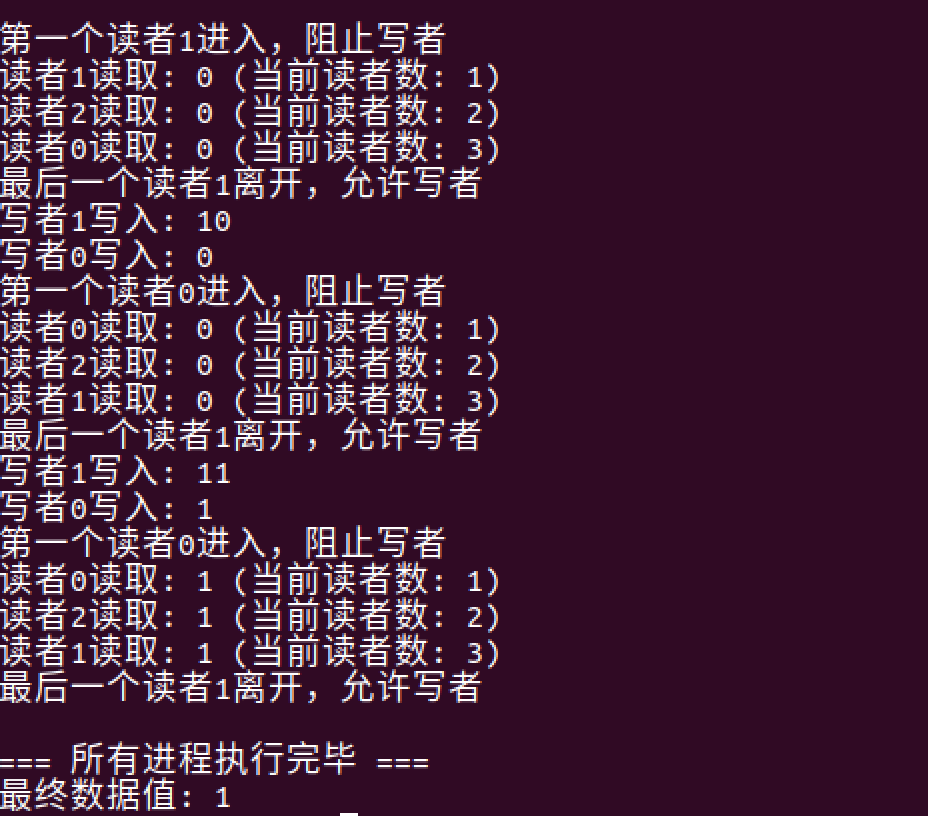 第一个读者1进入，阻止写者
读者1读取: 0 (当前读者数: 1)
读者2读取: 0 (当前读者数: 2)
读者0读取: 0 (当前读者数: 3)
最后一个读者1离开，允许写者
写者1写入: 10
写者0写入: 0
第一个读者0进入，阻止写者
读者0读取: 0 (当前读者数: 1)
读者2读取: 0 (当前读者数: 2)
读者1读取: 0 (当前读者数: 3)
最后一个读者1离开，允许写者
写者1写入: 11
写者0写入: 1
第一个读者0进入，阻止写者
读者0读取: 1 (当前读者数: 1)
读者2读取: 1 (当前读者数: 2)
读者1读取: 1 (当前读者数: 3)
最后一个读者1离开，允许写者
=== 所有进程执行完毕 ===
最终数据值: 1